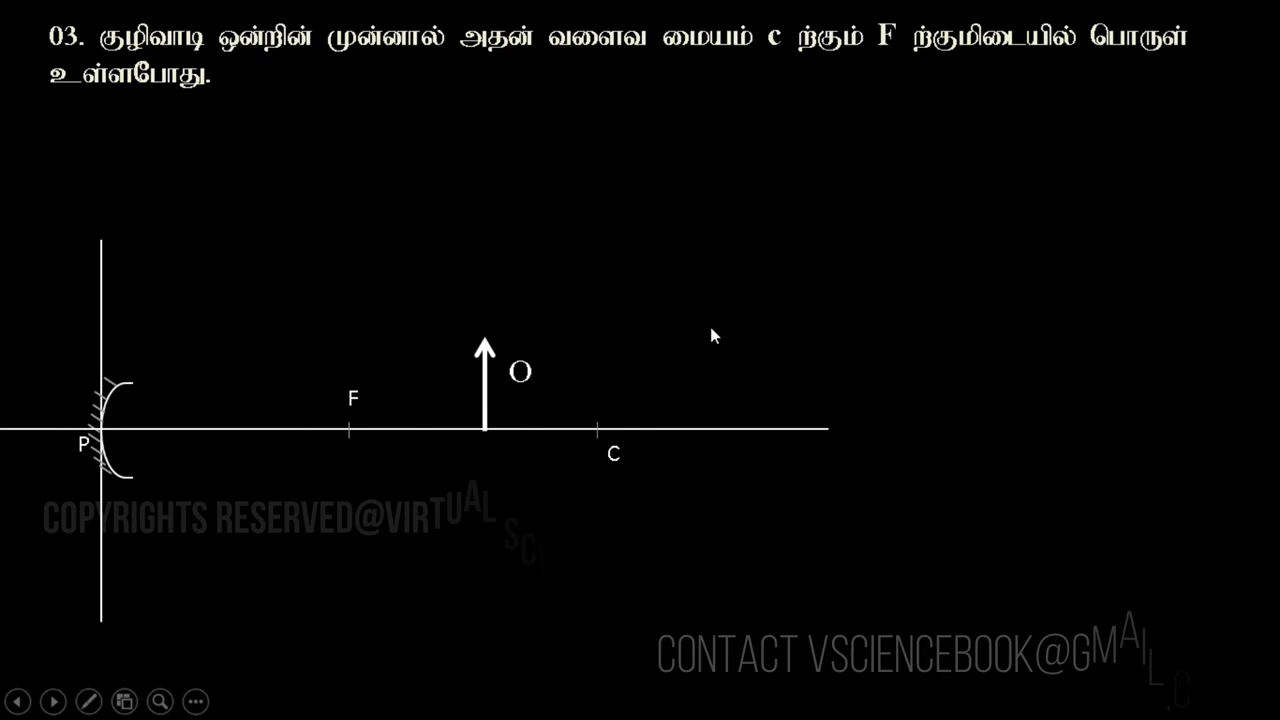 03. குழிவாடி ஒன்றின் முன்னால் அதன் வளைவ மையம் c ற்கும் F ற்குமிடையில் பொருள்
உள்ளபோது.
O
F
P
C
COPYRIGHTS RESERVED@VIRTUAL
CONTACT VSCIENCEBOOK@GMAIL